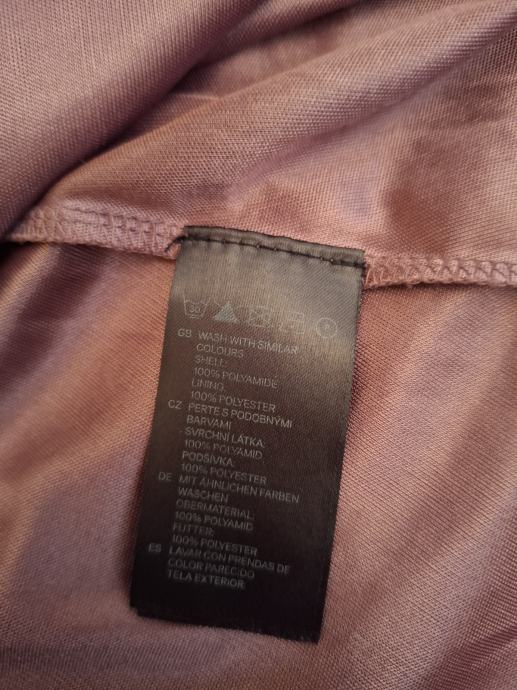 30
GB WASH WITH SIMILAR
COLOURS
SHELL:
100% POLYAMIDE
LINING:
100% POLYESTER
CZ PERTE S PODOBNÝMI
BARVAMI
- SVRCHNÍ LÁTKA:
100% POLYAMID
PODŠÍVKA:
100% POLYESTER
DE MIT ÄHNLICHEN FARBEN
WASCHEN
OBERMATERIAL:
100% POLYAMID
FUTTER:
100% POLYESTER
ES LAVAR CON PRENDAS DE
COLOR PARECIDO
TELA EXTERIOR: